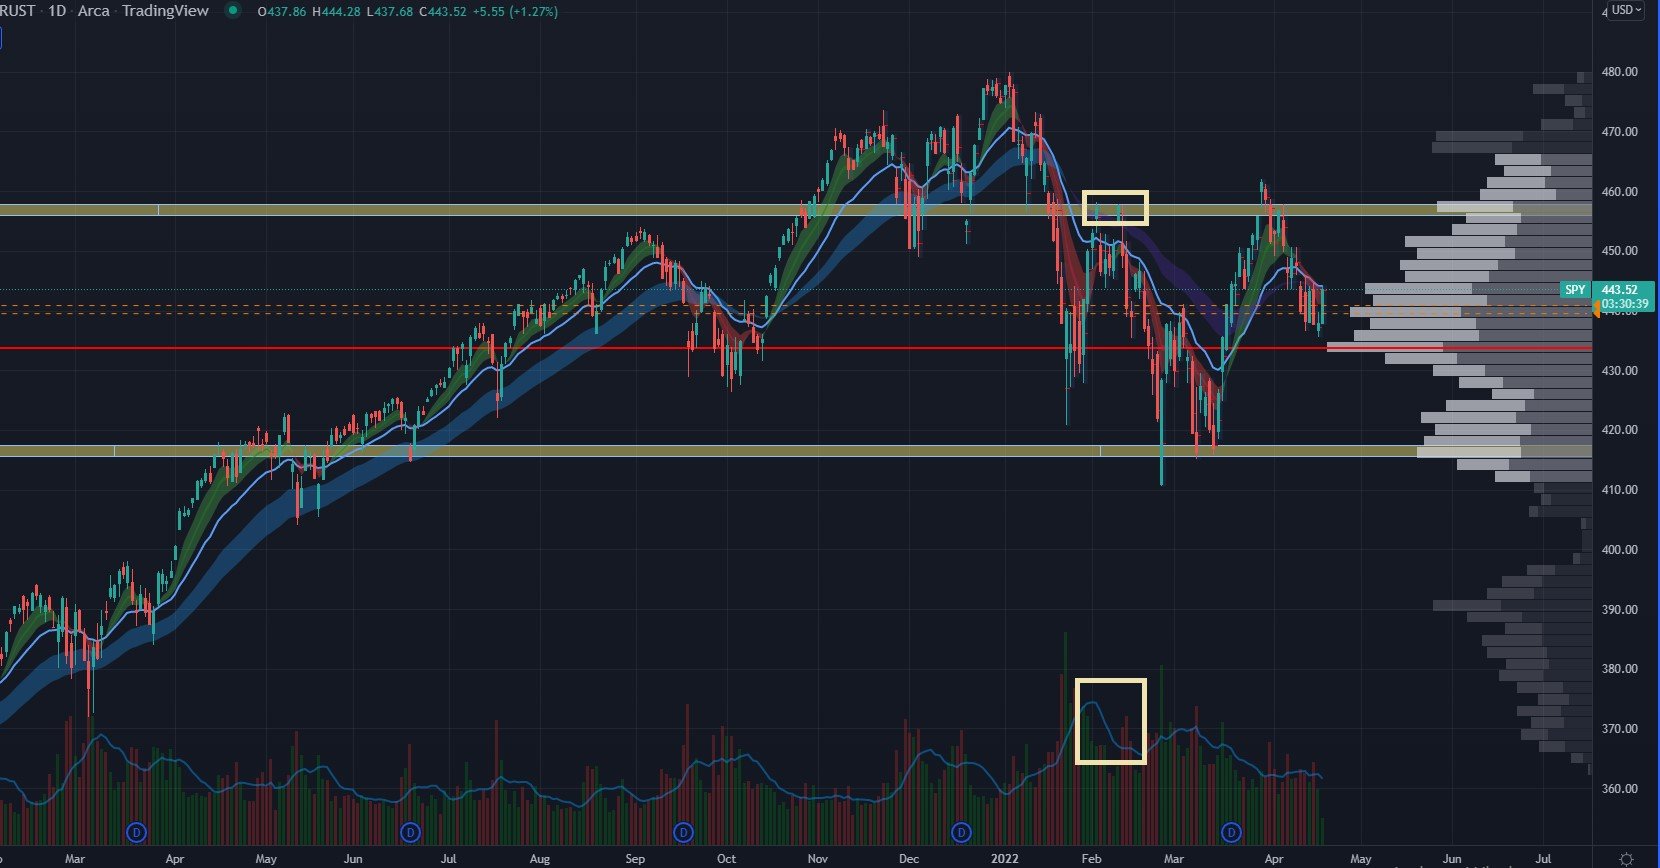 RUST · 1D · Arca · TradingView O437.86 H444.28 L437.68 C443.52 +5.55 (+1.27%)
USD
480.00
470.00
460.00
450.00
SPY 443.52
03:30:39
430.00
420.00
410.00
400.00
390.00
380.00
370.00
360.00
D D D D D
Mar Apr May Jun Jul Aug Sep Oct Nov Dec 2022 Feb Mar Apr May Jun Jul